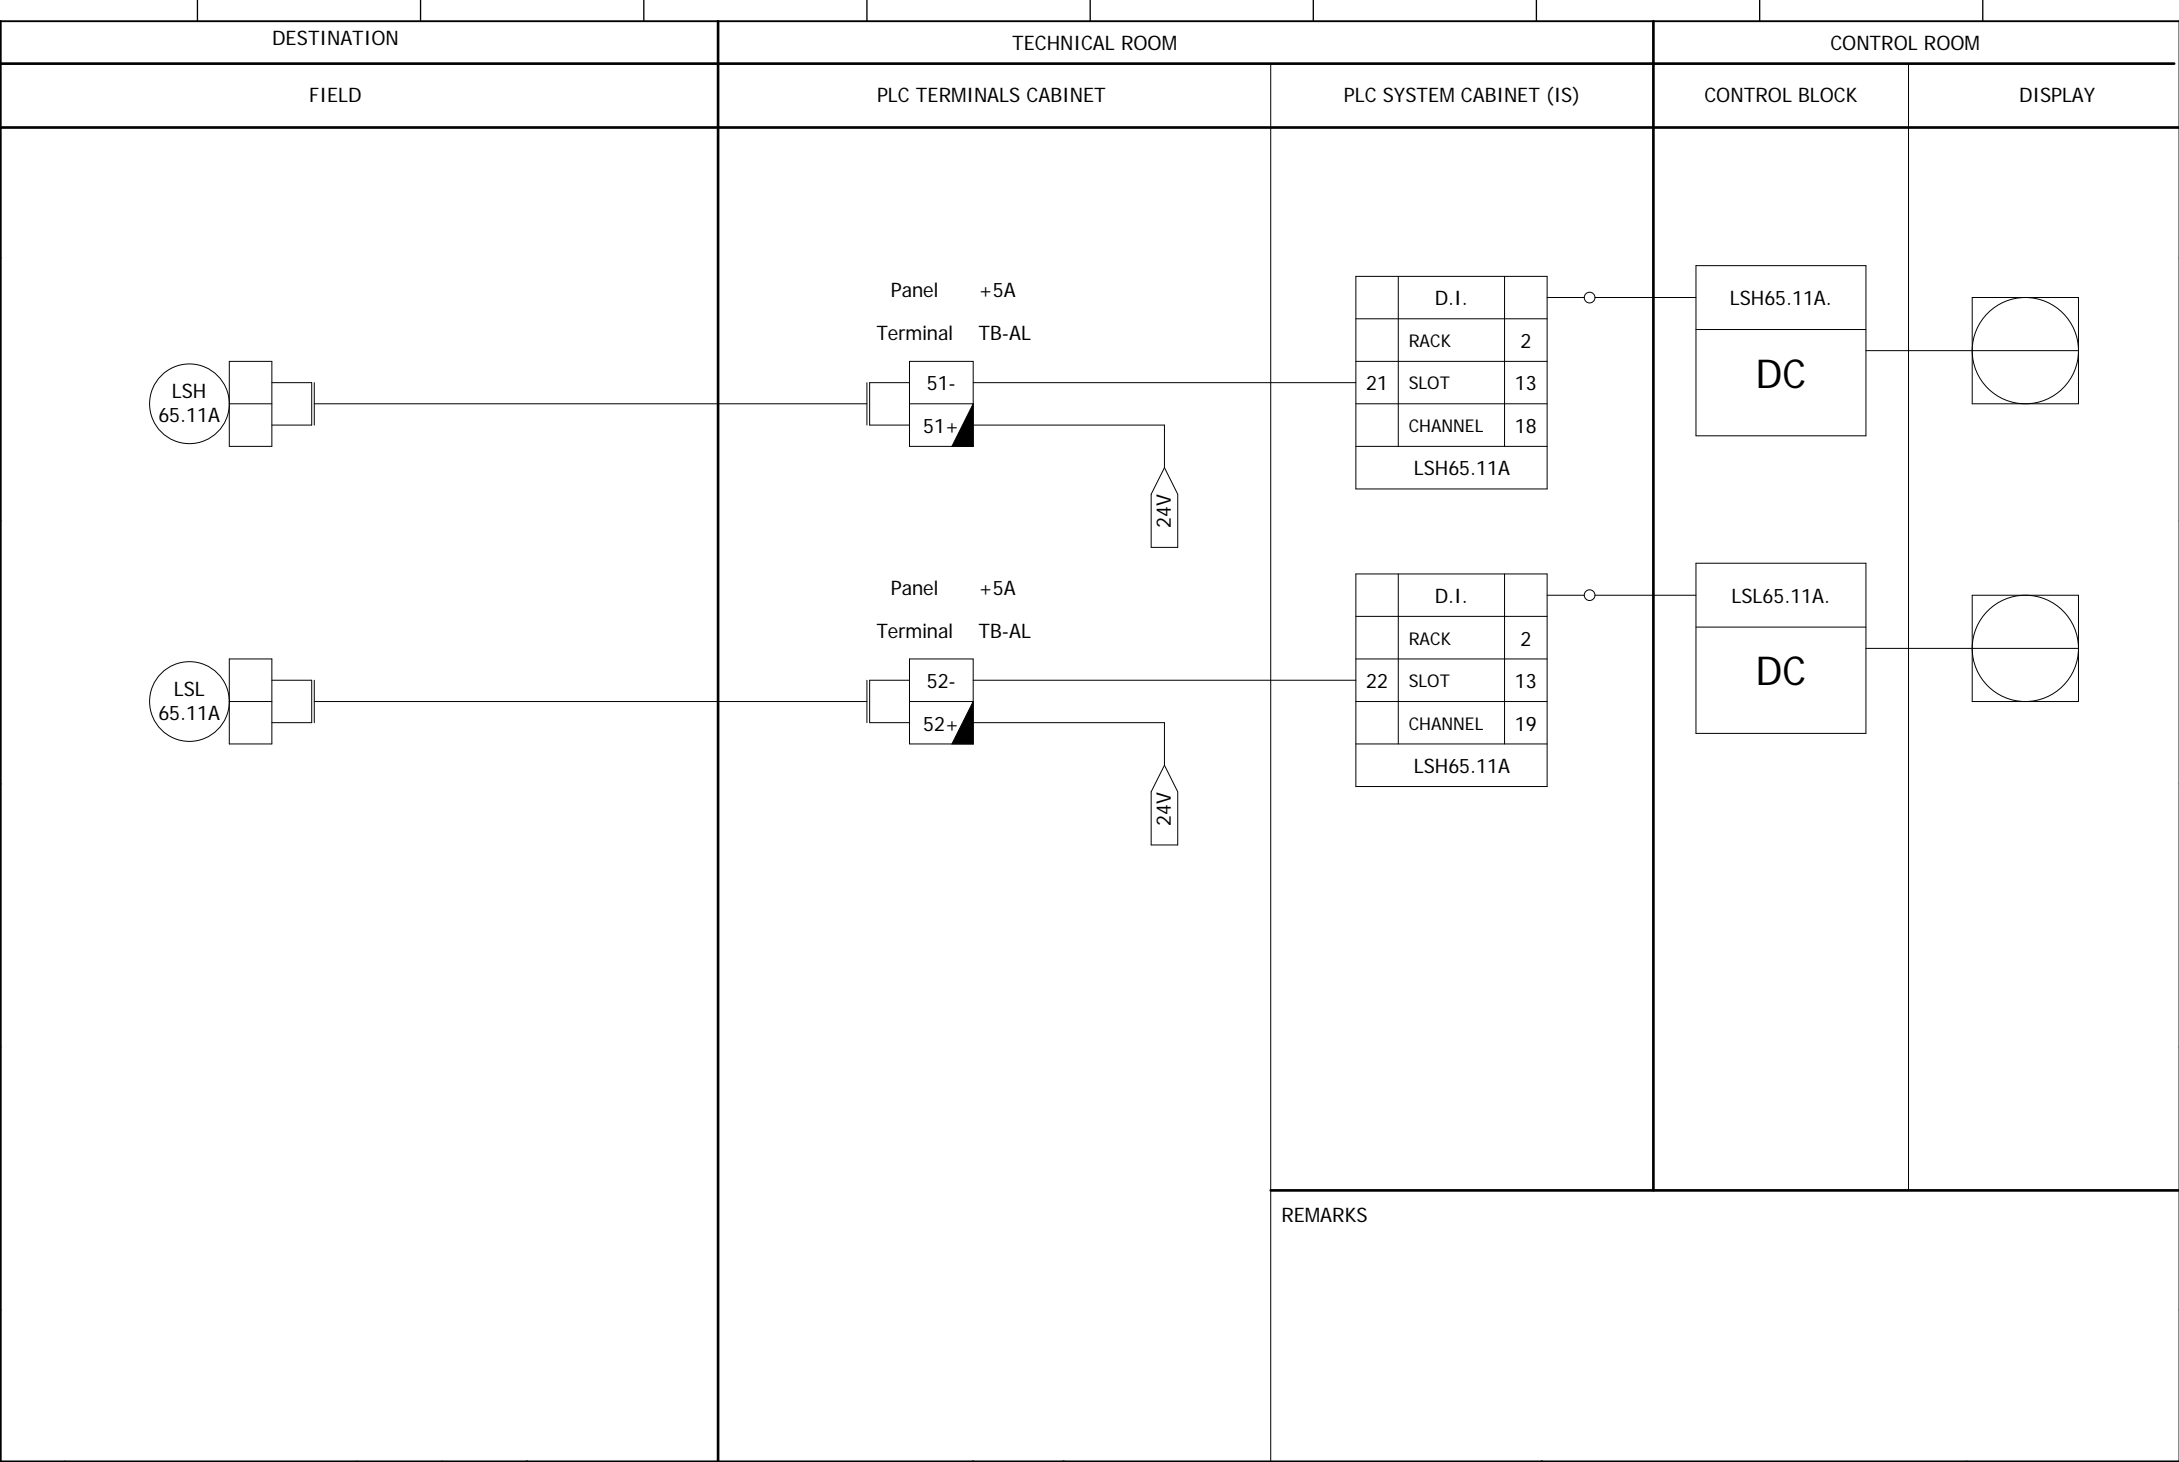 DESTINATION
TECHNICAL ROOM
CONTROL ROOM
FIELD
PLC TERMINALS CABINET
PLC SYSTEM CABINET (IS)
CONTROL BLOCK
DISPLAY
LSH
65.11A
Panel +5A
Terminal TB-AL
51-
51+
24V
D.I.
RACK 2
21 SLOT 13
CHANNEL 18
LSH65.11A
LSH65.11A.
DC
LSL
65.11A
Panel +5A
Terminal TB-AL
52-
52+
24V
D.I.
RACK 2
22 SLOT 13
CHANNEL 19
LSH65.11A
LSL65.11A.
DC
REMARKS